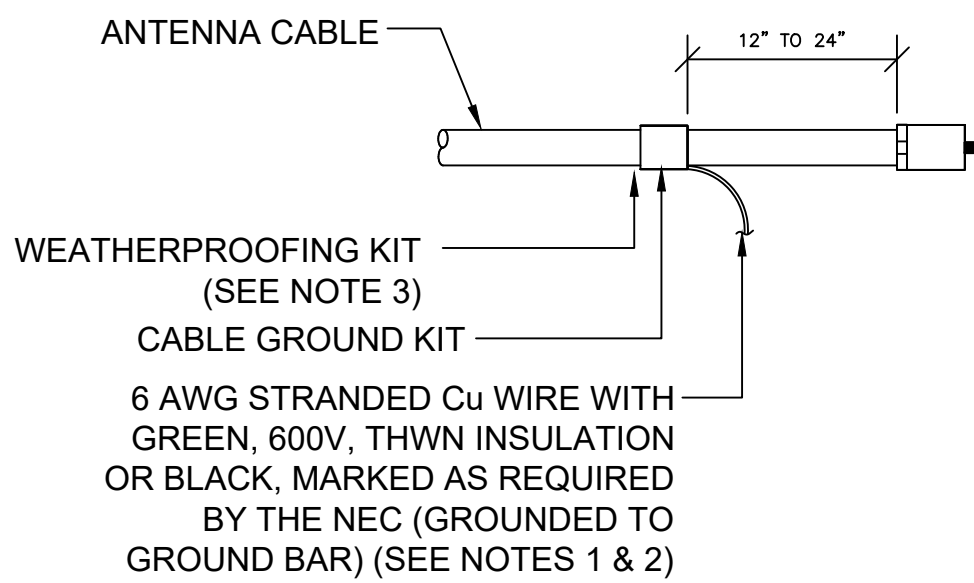 ANTENNA CABLE
12" TO 24"
WEATHERPROOFING KIT
(SEE NOTE 3)
CABLE GROUND KIT
6 AWG STRANDED Cu WIRE WITH
GREEN, 600V, THWN INSULATION
OR BLACK, MARKED AS REQUIRED
BY THE NEC (GROUNDED TO
GROUND BAR) (SEE NOTES 1 & 2)